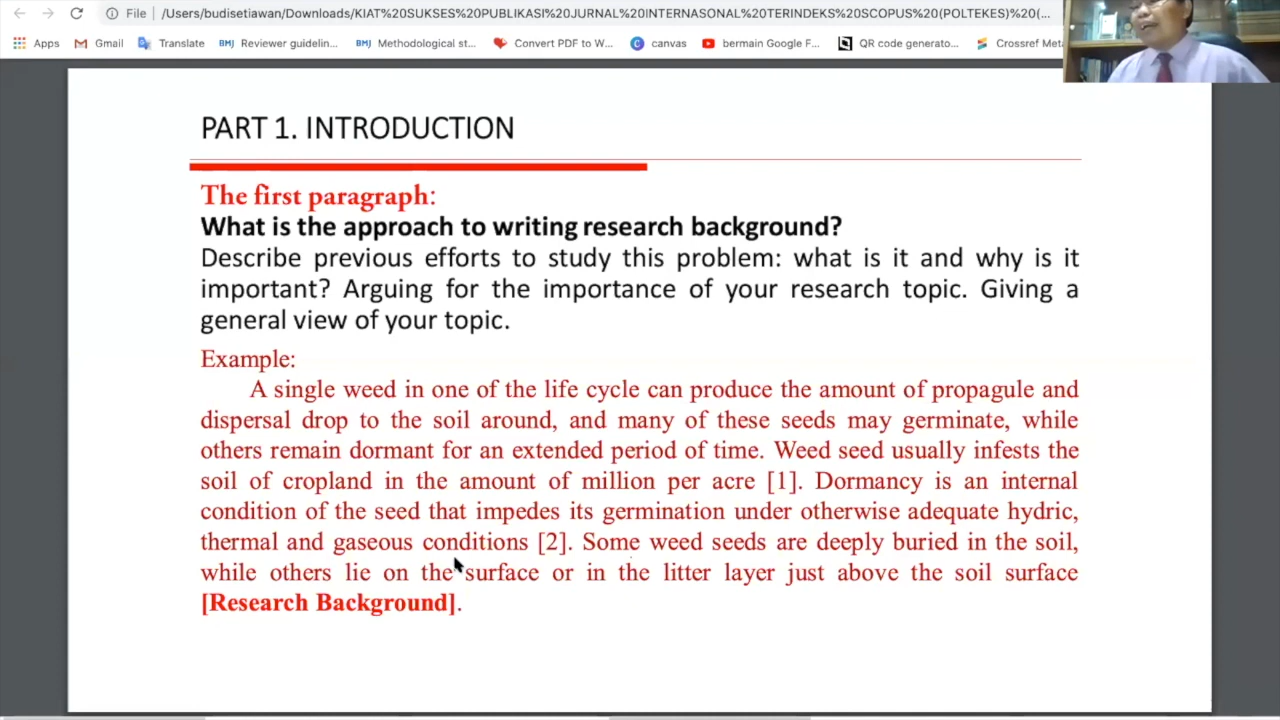 File
/Users/budisetiawan/Downloads/KIAT%20SUKSES%20PUBLIKASI%20JURNAL%20INTERNASONAL%20TERINDEKS%20SCOPUS%20(POLTEKES)%20(...
Apps Gmail Translate BMJ Reviewer guidelin... BMJ Methodological st... Convert PDF to W... canvas bermain Google F... QR code generato... Crossref Met
PART 1. INTRODUCTION
The first paragraph:
What is the approach to writing research background?
Describe previous efforts to study this problem: what is it and why is it
important? Arguing for the importance of your research topic. Giving a
general view of your topic.
Example:
A single weed in one of the life cycle can produce the amount of propagule and
dispersal drop to the soil around, and many of these seeds may germinate, while
others remain dormant for an extended period of time. Weed seed usually infests the
soil of cropland in the amount of million per acre [1]. Dormancy is an internal
condition of the seed that impedes its germination under otherwise adequate hydric,
thermal and gaseous conditions [2]. Some weed seeds are deeply buried in the soil,
while others lie on the surface or in the litter layer just above the soil surface
[Research Background].